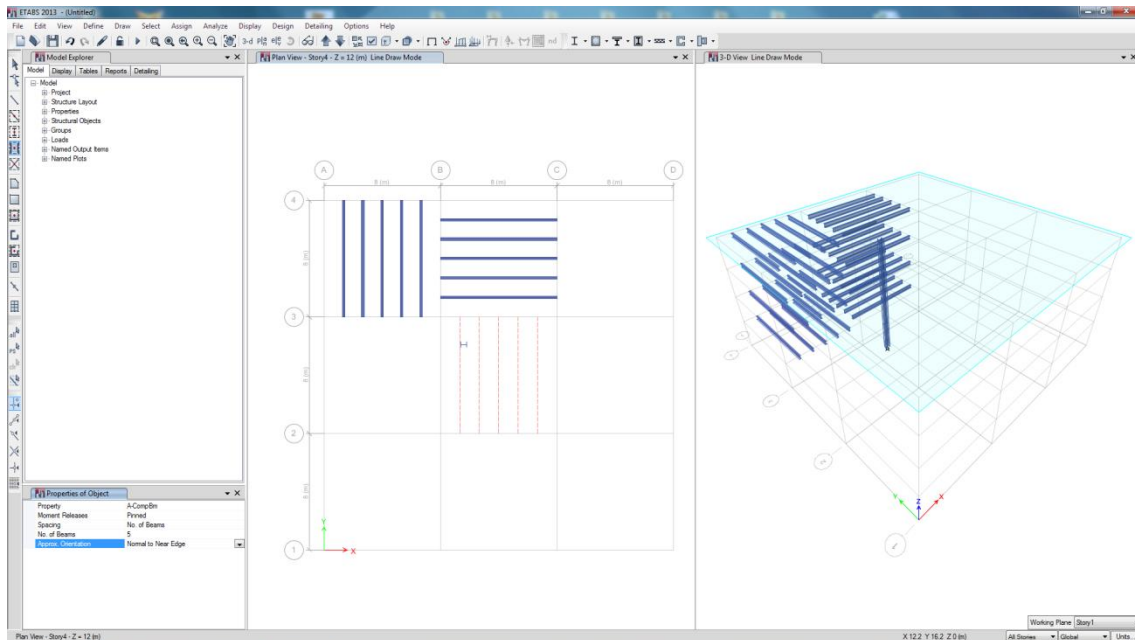 ETABS 2013 - (Untitled)
File Edit View Define Draw Select Assign Analyze Display Design Detailing Options Help
Model Explorer
Model Display Tables Reports Detailing
Model
Project
Structure Layout
Properties
Structural Objects
Groups
Loads
Named Output Items
Named Plots
Properties of Object
Property A-CompBm
Moment Releases Pinned
Spacing No. of Beams
No. of Beams 5
Approx. Orientation Normal to Near Edge
Plan View - Story4 - Z = 12 (m) Line Draw Mode
A B C D
8 (m) 8 (m) 8 (m)
4
8 (m)
3
8 (m)
2
8 (m)
1
Y
X
3-D View Line Draw Mode
Y Z X
Working Plane Story1
Plan View - Story4 - Z = 12 (m)
X 12.2 Y 16.2 Z 0 (m)
All Stories Global Units